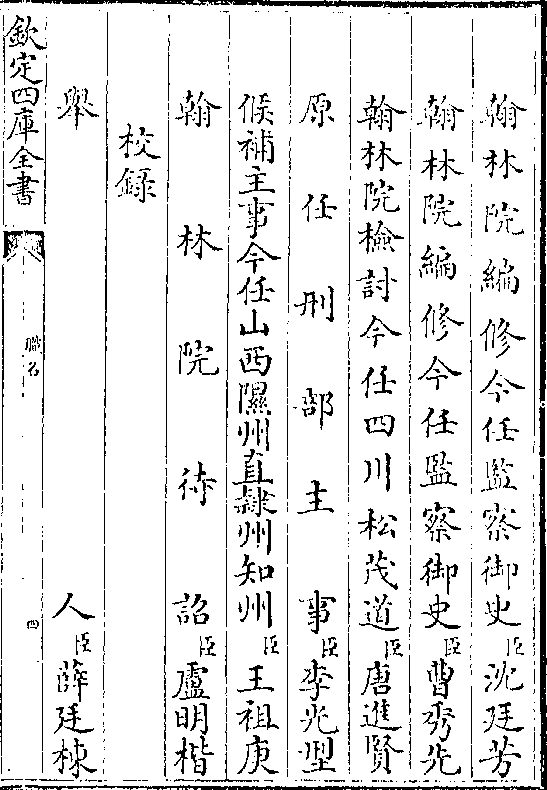 翰林院編修今任監察御史臣沈廷芳
翰林院編修今任監察御史臣曹秀先
翰林院檢討今任四川松茂道臣唐進賢
原任刑部主事臣李兆型
候補主事今任山西隰州直隸州知州臣王祖庚
翰林院待詔臣盧明楷
校錄
舉人臣薛廷棟
欽定四庫全書
職名
四